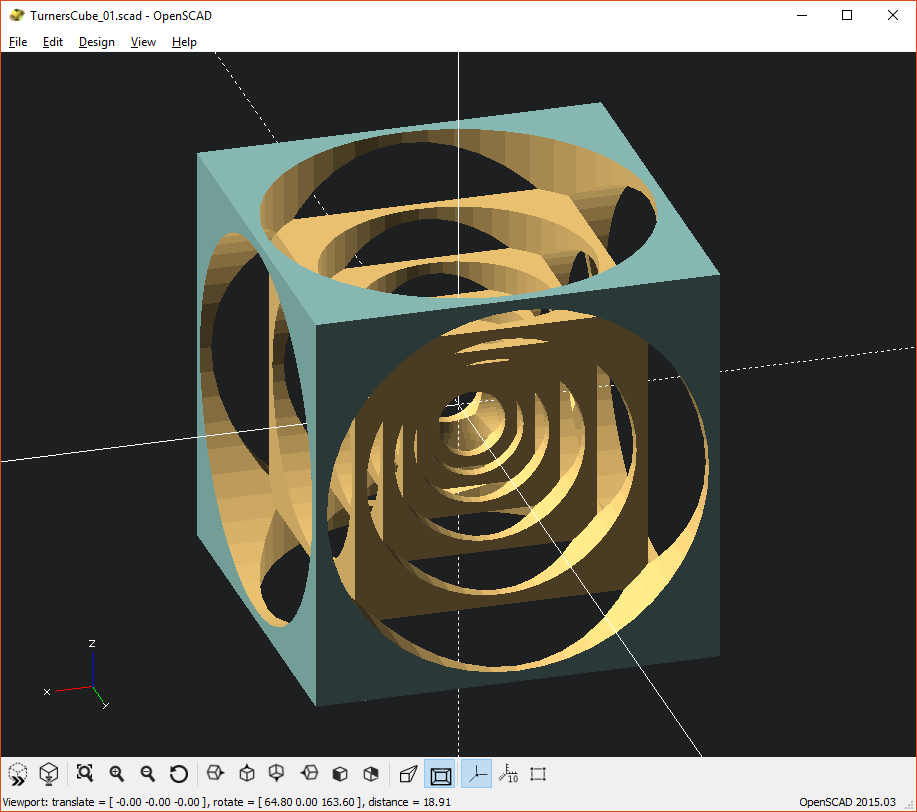 TurnersCube_01.scad - OpenSCAD
File Edit Design View Help
z
x
y
10
Viewport: translate = [ -0.00 -0.00 -0.00 ], rotate = [ 64.80 0.00 163.60 ], distance = 18.91 OpenSCAD 2015.03